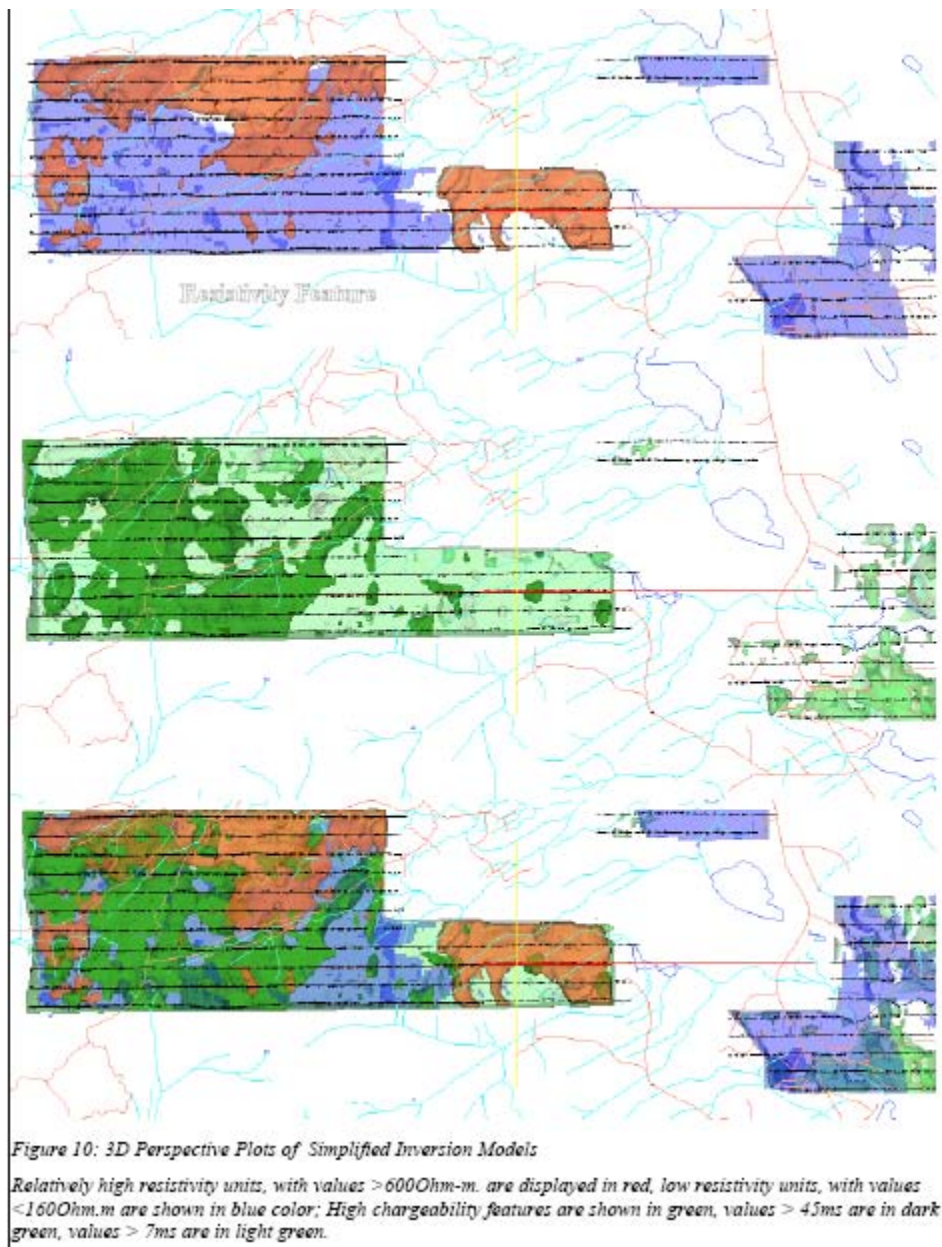 Resistivity Feature
Figure 10: 3D Perspective Plots of Simplified Inversion Models
Relatively high resistivity units, with values >600Ohm-m. are displayed in red, low resistivity units, with values
<160Ohm.m are shown in blue color; High chargeability features are shown in green, values > 45ms are in dark
green, values > 7ms are in light green.